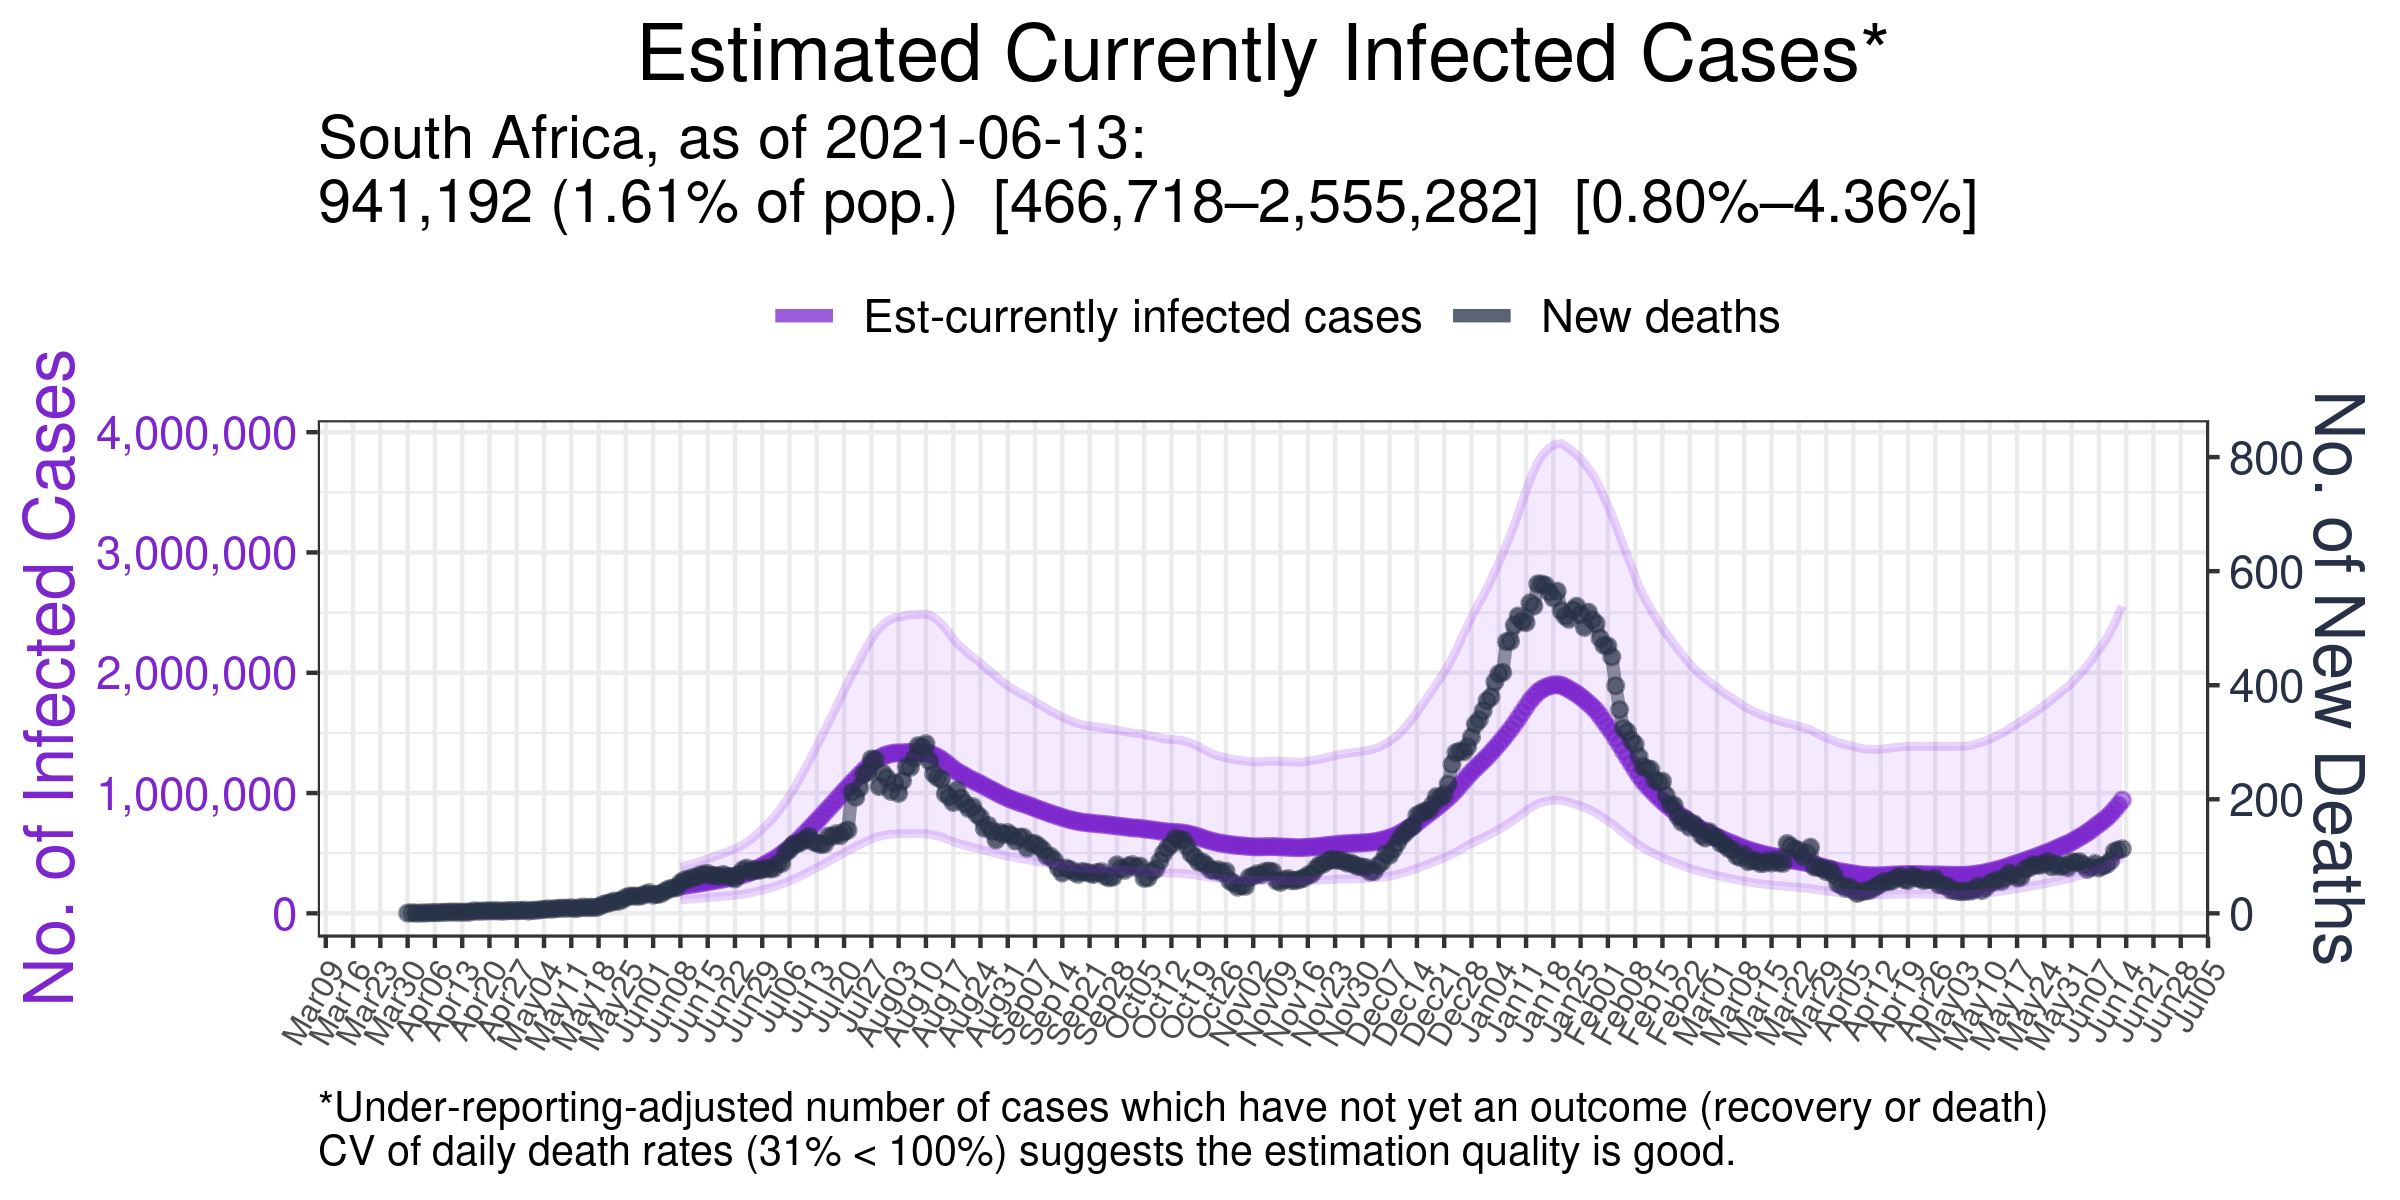 Estimated Currently Infected Cases*
South Africa, as of 2021-06-13:
941,192 (1.61% of pop.) [466,718–2,555,282] [0.80%–4.36%]
Est-currently infected cases
New deaths
No. of Infected Cases
4,000,000
3,000,000
2,000,000
1,000,000
0
800
600
400
200
0
No. of New Deaths
Mar09
Mar16
Mar23
Mar30
Apr06
Apr13
Apr20
Apr27
May04
May11
May18
May25
Jun01
Jun08
Jun15
Jun22
Jun29
Jul06
Jul13
Jul20
Jul27
Aug03
Aug10
Aug17
Aug24
Aug31
Sep07
Sep14
Sep21
Sep28
Oct05
Oct12
Oct19
Oct26
Nov02
Nov09
Nov16
Nov23
Nov30
Dec07
Dec14
Dec21
Dec28
Jan04
Jan11
Jan18
Jan25
Feb01
Feb08
Feb15
Feb22
Mar01
Mar08
Mar15
Mar22
Mar29
Apr05
Apr12
Apr19
Apr26
May03
May10
May17
May24
May31
Jun07
Jun14
Jun21
Jun28
Jul05
*Under-reporting-adjusted number of cases which have not yet an outcome (recovery or death)
CV of daily death rates (31% < 100%) suggests the estimation quality is good.